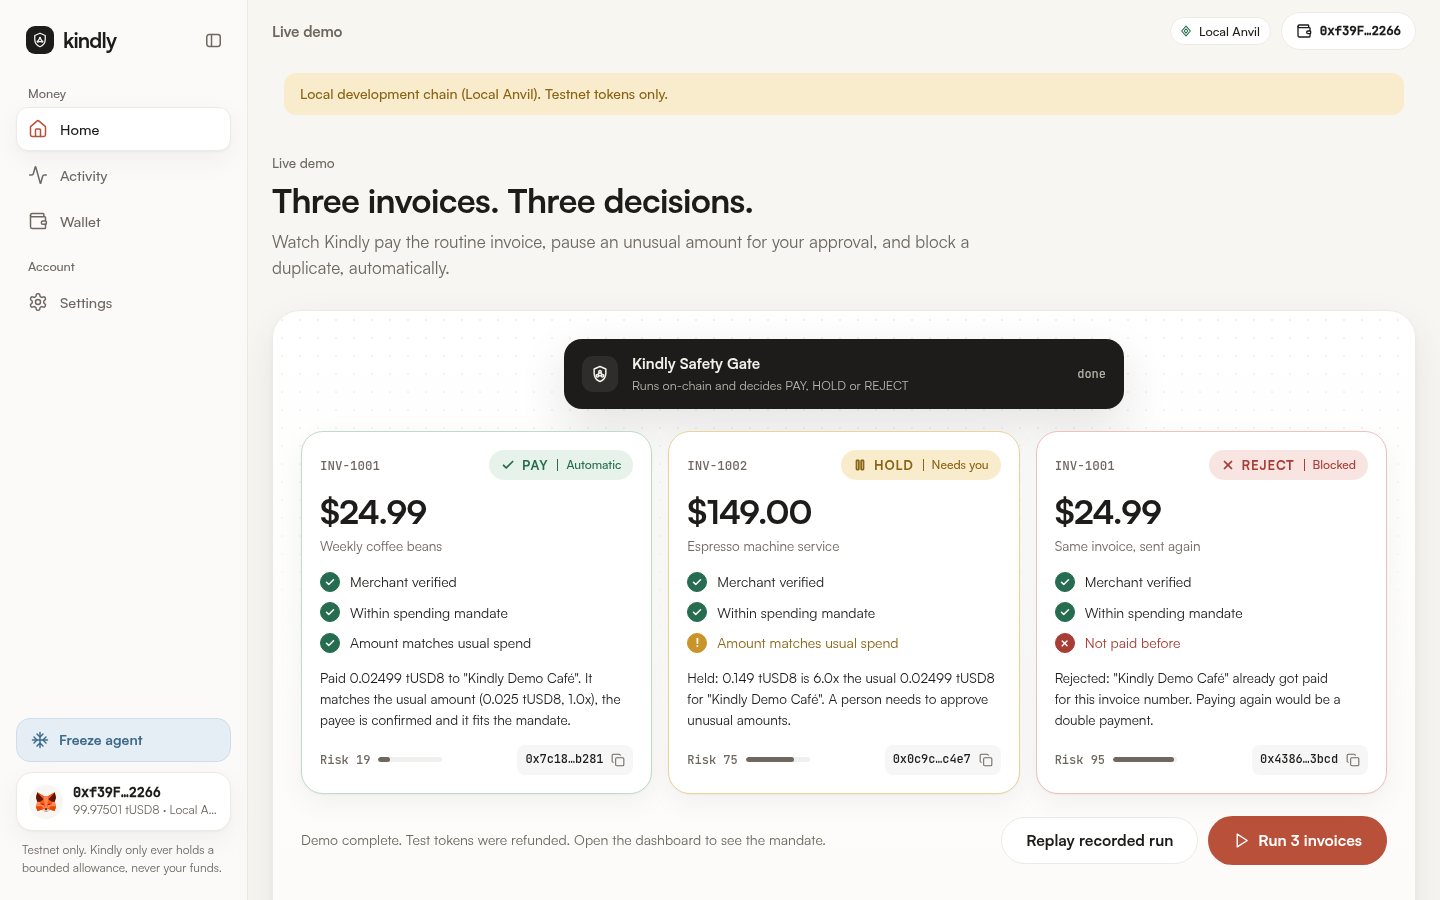 kindly
Money
Home
Activity
Wallet
Account
Settings
Freeze agent
0xf39F…2266
99.97501 tUSD8 · Local A…
Testnet only. Kindly only ever holds a
bounded allowance, never your funds.
Live demo
Local Anvil
0xf39F…2266
Local development chain (Local Anvil). Testnet tokens only.
Live demo
Three invoices. Three decisions.
Watch Kindly pay the routine invoice, pause an unusual amount for your approval, and block a
duplicate, automatically.
Kindly Safety Gate
Runs on-chain and decides PAY, HOLD or REJECT
done
INV-1001
PAY | Automatic
$24.99
Weekly coffee beans
Merchant verified
Within spending mandate
Amount matches usual spend
Paid 0.02499 tUSD8 to "Kindly Demo Café". It
matches the usual amount (0.025 tUSD8, 1.0x), the
payee is confirmed and it fits the mandate.
Risk 19
0x7c18…b281
INV-1002
HOLD | Needs you
$149.00
Espresso machine service
Merchant verified
Within spending mandate
Amount matches usual spend
Held: 0.149 tUSD8 is 6.0x the usual 0.02499 tUSD8
for "Kindly Demo Café". A person needs to approve
unusual amounts.
Risk 75
0x0c9c…c4e7
INV-1001
REJECT | Blocked
$24.99
Same invoice, sent again
Merchant verified
Within spending mandate
Not paid before
Rejected: "Kindly Demo Café" already got paid
for this invoice number. Paying again would be a
double payment.
Risk 95
0x4386…3bcd
Demo complete. Test tokens were refunded. Open the dashboard to see the mandate.
Replay recorded run
Run 3 invoices